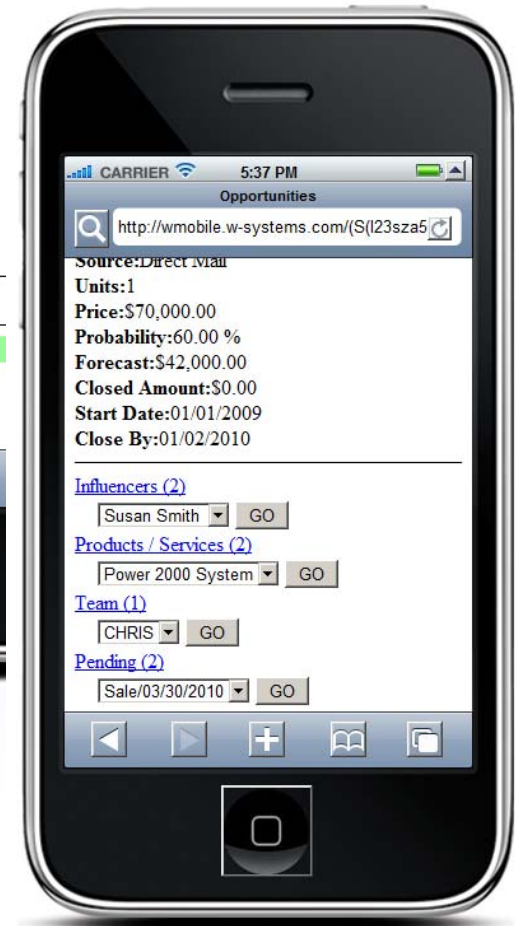 CARRIER 5:37 PM
Opportunities
http://wmobile.w-systems.com/(S(l23sza5
Source:Direct Mail
Units:1
Price:$70,000.00
Probability:60.00 %
Forecast:$42,000.00
Closed Amount:$0.00
Start Date:01/01/2009
Close By:01/02/2010
Influencers (2)
Susan Smith GO
Products / Services (2)
Power 2000 System GO
Team (1)
CHRIS GO
Pending (2)
Sale/03/30/2010 GO